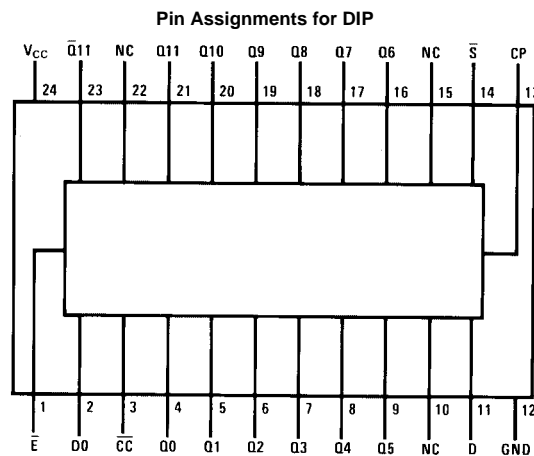 Pin Assignments for DIP
V_CC Q̅11 NC Q11 Q10 Q9 Q8 Q7 Q6 NC S̅ CP
24 23 22 21 20 19 18 17 16 15 14 13
1 2 3 4 5 6 7 8 9 10 11 12
E̅ D0 C̅C̅ Q0 Q1 Q2 Q3 Q4 Q5 NC D GND